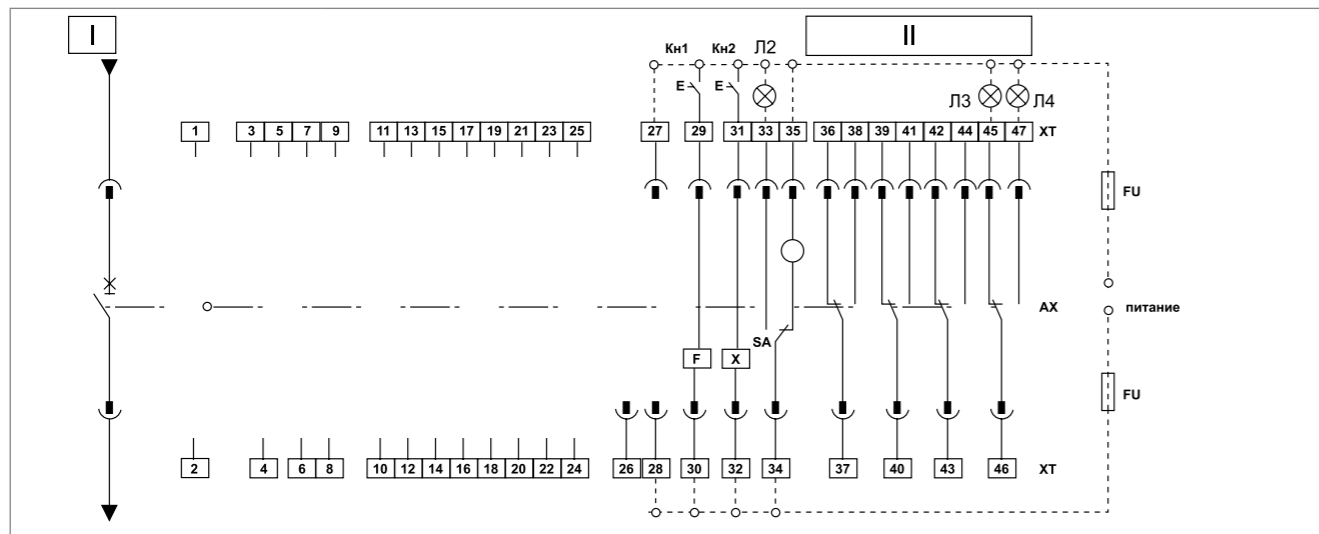 I II
Кн1 Кн2 Л2
E E
Л3 Л4
1 3 5 7 9 11 13 15 17 19 21 23 25 27 29 31 33 35 36 38 39 41 42 44 45 47 XT
FU
AX питание
SA
F X
FU
2 4 6 8 10 12 14 16 18 20 22 24 26 28 30 32 34 37 40 43 46 XT